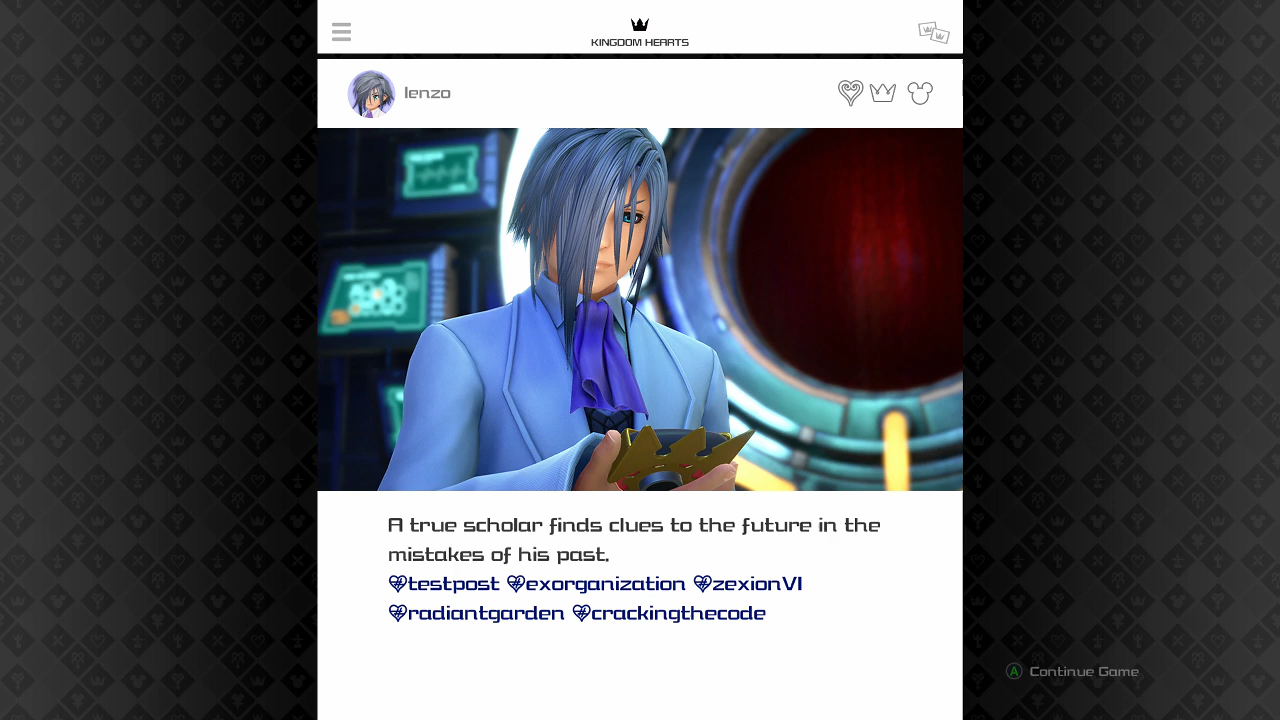 KINGDOM HEARTS
Ienzo
A true scholar finds clues to the future in the
mistakes of his past.
#testpost #exorganization #zexionVI
#radiantgarden #crackingthecode
A Continue Game